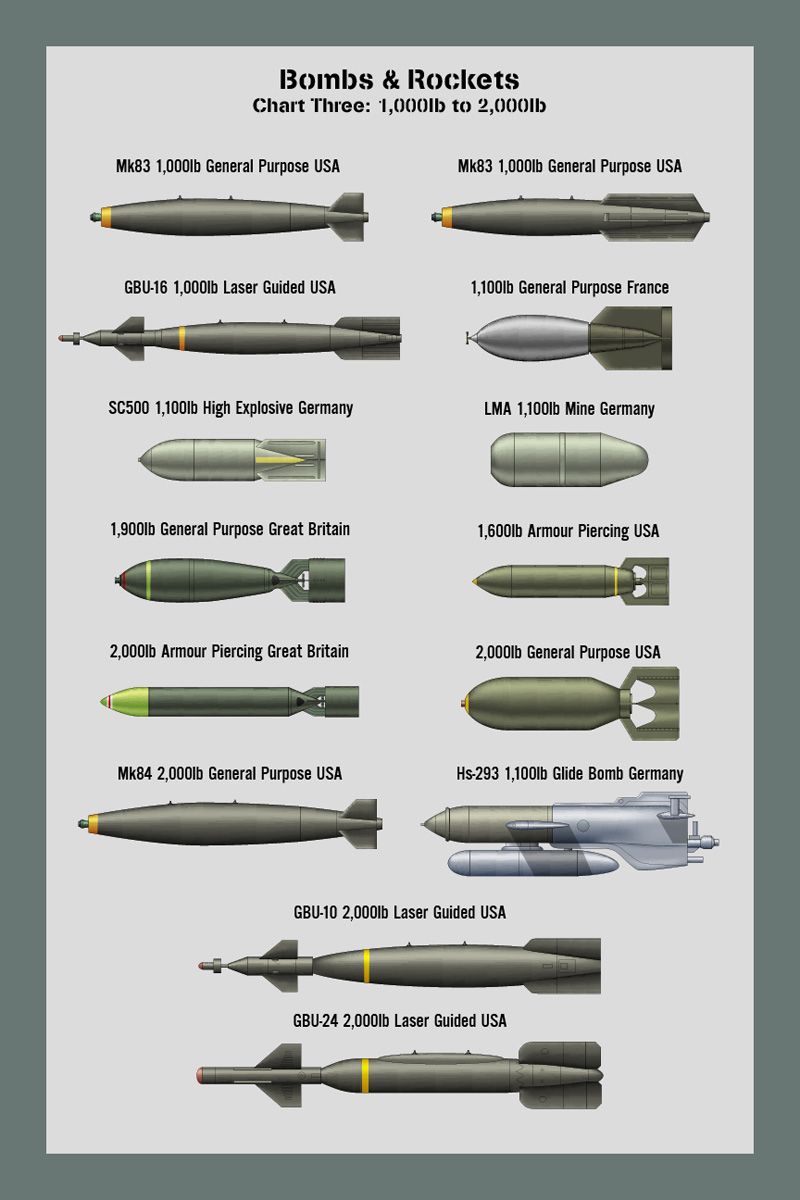 Bombs & Rockets
Chart Three: 1,000lb to 2,000lb
Mk83 1,000lb General Purpose USA
Mk83 1,000lb General Purpose USA
GBU-16 1,000lb Laser Guided USA
1,100lb General Purpose France
SC500 1,100lb High Explosive Germany
LMA 1,100lb Mine Germany
1,900lb General Purpose Great Britain
1,600lb Armour Piercing USA
2,000lb Armour Piercing Great Britain
2,000lb General Purpose USA
Mk84 2,000lb General Purpose USA
Hs-293 1,100lb Glide Bomb Germany
GBU-10 2,000lb Laser Guided USA
GBU-24 2,000lb Laser Guided USA